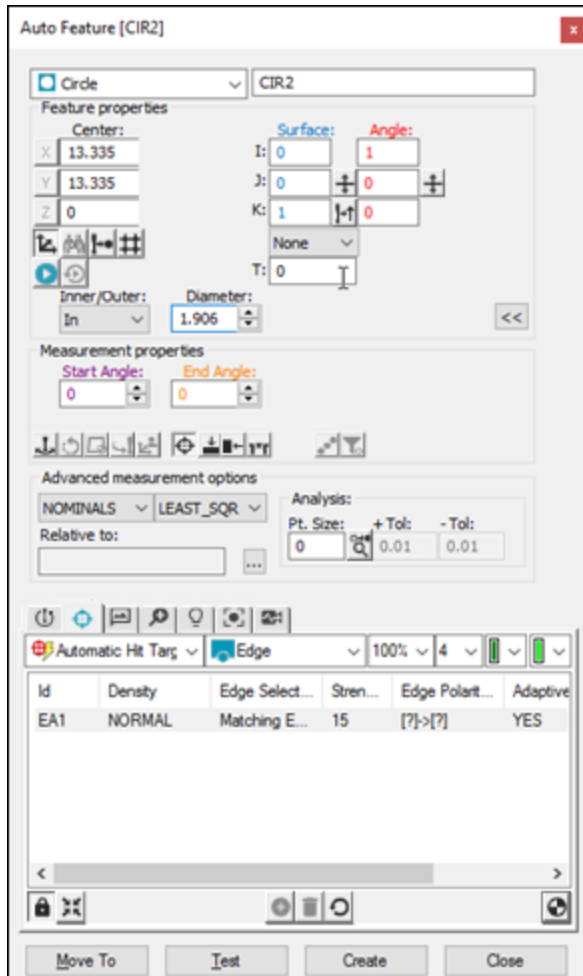 Auto Feature [CIR2]
x
Circle CIR2
Feature properties
Center: Surface: Angle:
X 13.335 I: 0 1
Y 13.335 J: 0 0
Z 0 K: 1 0
None
T: 0
Inner/Outer: Diameter:
In 1.906 <<
Measurement properties
Start Angle: End Angle:
0 0
Advanced measurement options
NOMINALS LEAST_SQR Analysis:
Relative to: Pt. Size: + Tol: - Tol:
... 0 0.01 0.01
Automatic Hit Targ Edge 100% 4
Id Density Edge Select... Stren... Edge Polarit... Adaptive
EA1 NORMAL Matching E... 15 [?]->[?] YES
< >
Move To Test Create Close